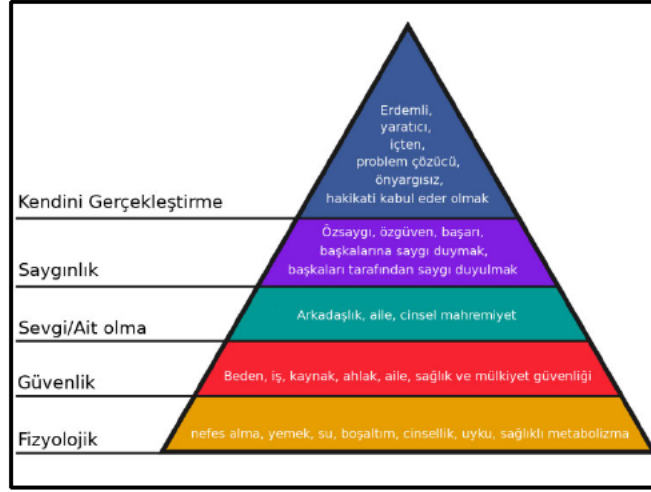 Erdemli,
yaratıcı,
içten,
problem çözücü,
önyargısız,
hakikati kabul eder olmak
Kendini Gerçekleştirme
Özsaygı, özgüven, başarı,
başkalarına saygı duymak,
başkaları tarafından saygı duyulmak
Saygınlık
Arkadaşlık, aile, cinsel mahremiyet
Sevgi/Ait olma
Beden, iş, kaynak, ahlak, aile, sağlık ve mülkiyet güvenliği
Güvenlik
nefes alma, yemek, su, boşaltım, cinsellik, uyku, sağlıklı metabolizma
Fizyolojik